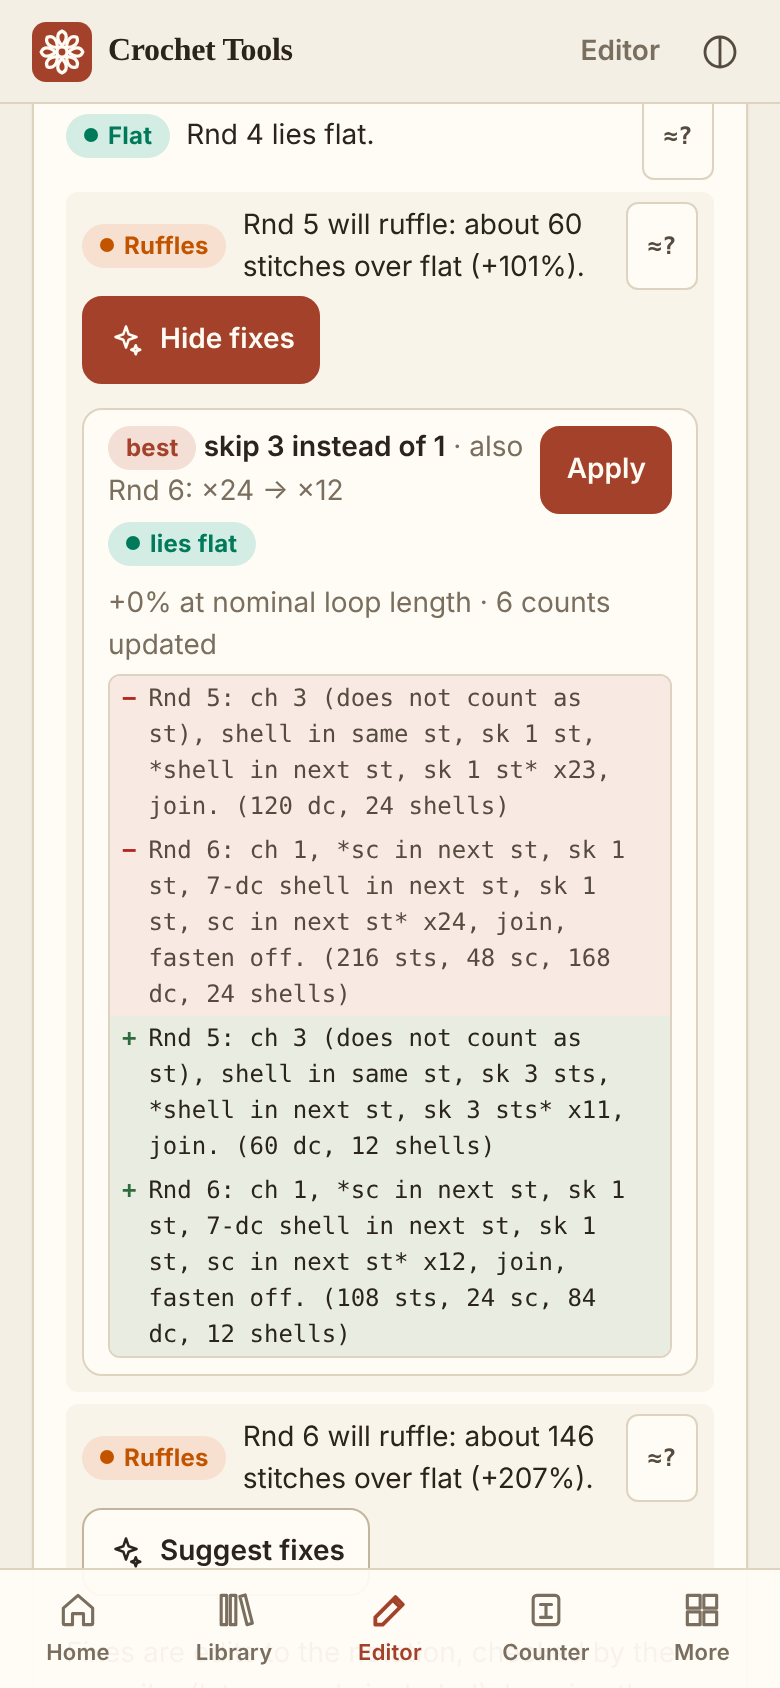 Crochet Tools
Editor
Flat
Rnd 4 lies flat.
≈?
Ruffles
Rnd 5 will ruffle: about 60
stitches over flat (+101%).
≈?
Hide fixes
best skip 3 instead of 1 · also
Rnd 6: ×24 → ×12
Apply
lies flat
+0% at nominal loop length · 6 counts
updated
− Rnd 5: ch 3 (does not count as
st), shell in same st, sk 1 st,
*shell in next st, sk 1 st* x23,
join. (120 dc, 24 shells)
− Rnd 6: ch 1, *sc in next st, sk 1
st, 7-dc shell in next st, sk 1
st, sc in next st* x24, join,
fasten off. (216 sts, 48 sc, 168
dc, 24 shells)
+ Rnd 5: ch 3 (does not count as
st), shell in same st, sk 3 sts,
*shell in next st, sk 3 sts* x11,
join. (60 dc, 12 shells)
+ Rnd 6: ch 1, *sc in next st, sk 1
st, 7-dc shell in next st, sk 1
st, sc in next st* x12, join,
fasten off. (108 sts, 24 sc, 84
dc, 12 shells)
Ruffles
Rnd 6 will ruffle: about 146
stitches over flat (+207%).
≈?
Suggest fixes
Home
Library
Editor
Counter
More